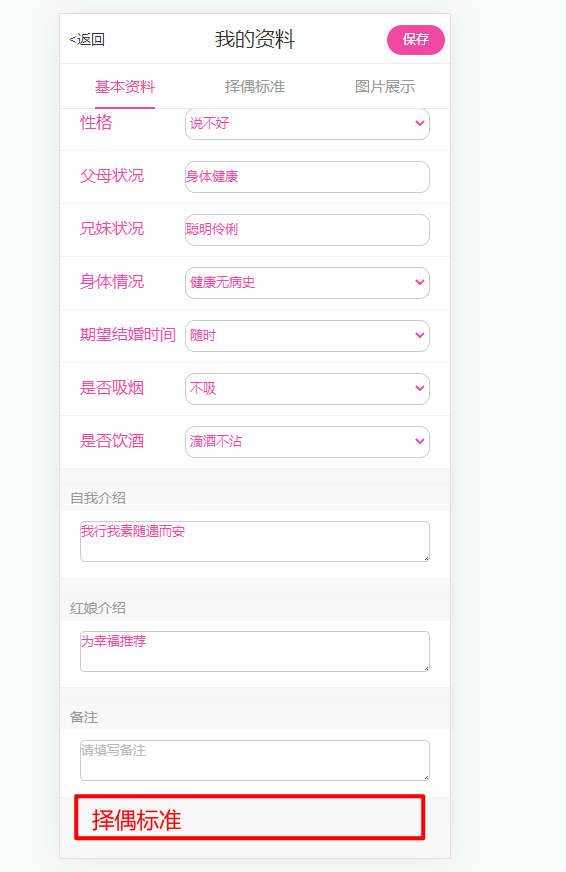 <返回 我的资料 保存
基本资料 择偶标准 图片展示
性格 说不好
父母状况 身体健康
兄妹状况 聪明伶俐
身体情况 健康无病史
期望结婚时间 随时
是否吸烟 不吸
是否饮酒 滴酒不沾
自我介绍
我行我素随遇而安
红娘介绍
为幸福推荐
备注
请填写备注
择偶标准